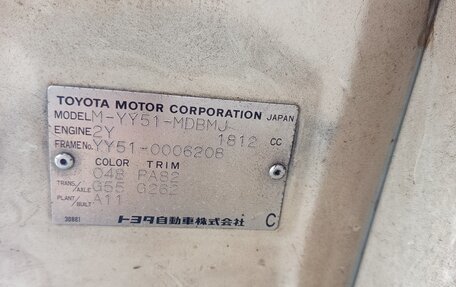 TOYOTA MOTOR CORPORATION JAPAN
MODEL M-YY51-MDBMJ
ENGINE 2Y 1812 CC
FRAME No. YY51-0006208
COLOR TRIM
048 FA82
TRANS/AXLE G55 G282
PLANT/BUILT A11
30881 トヨタ自動車株式会社 C